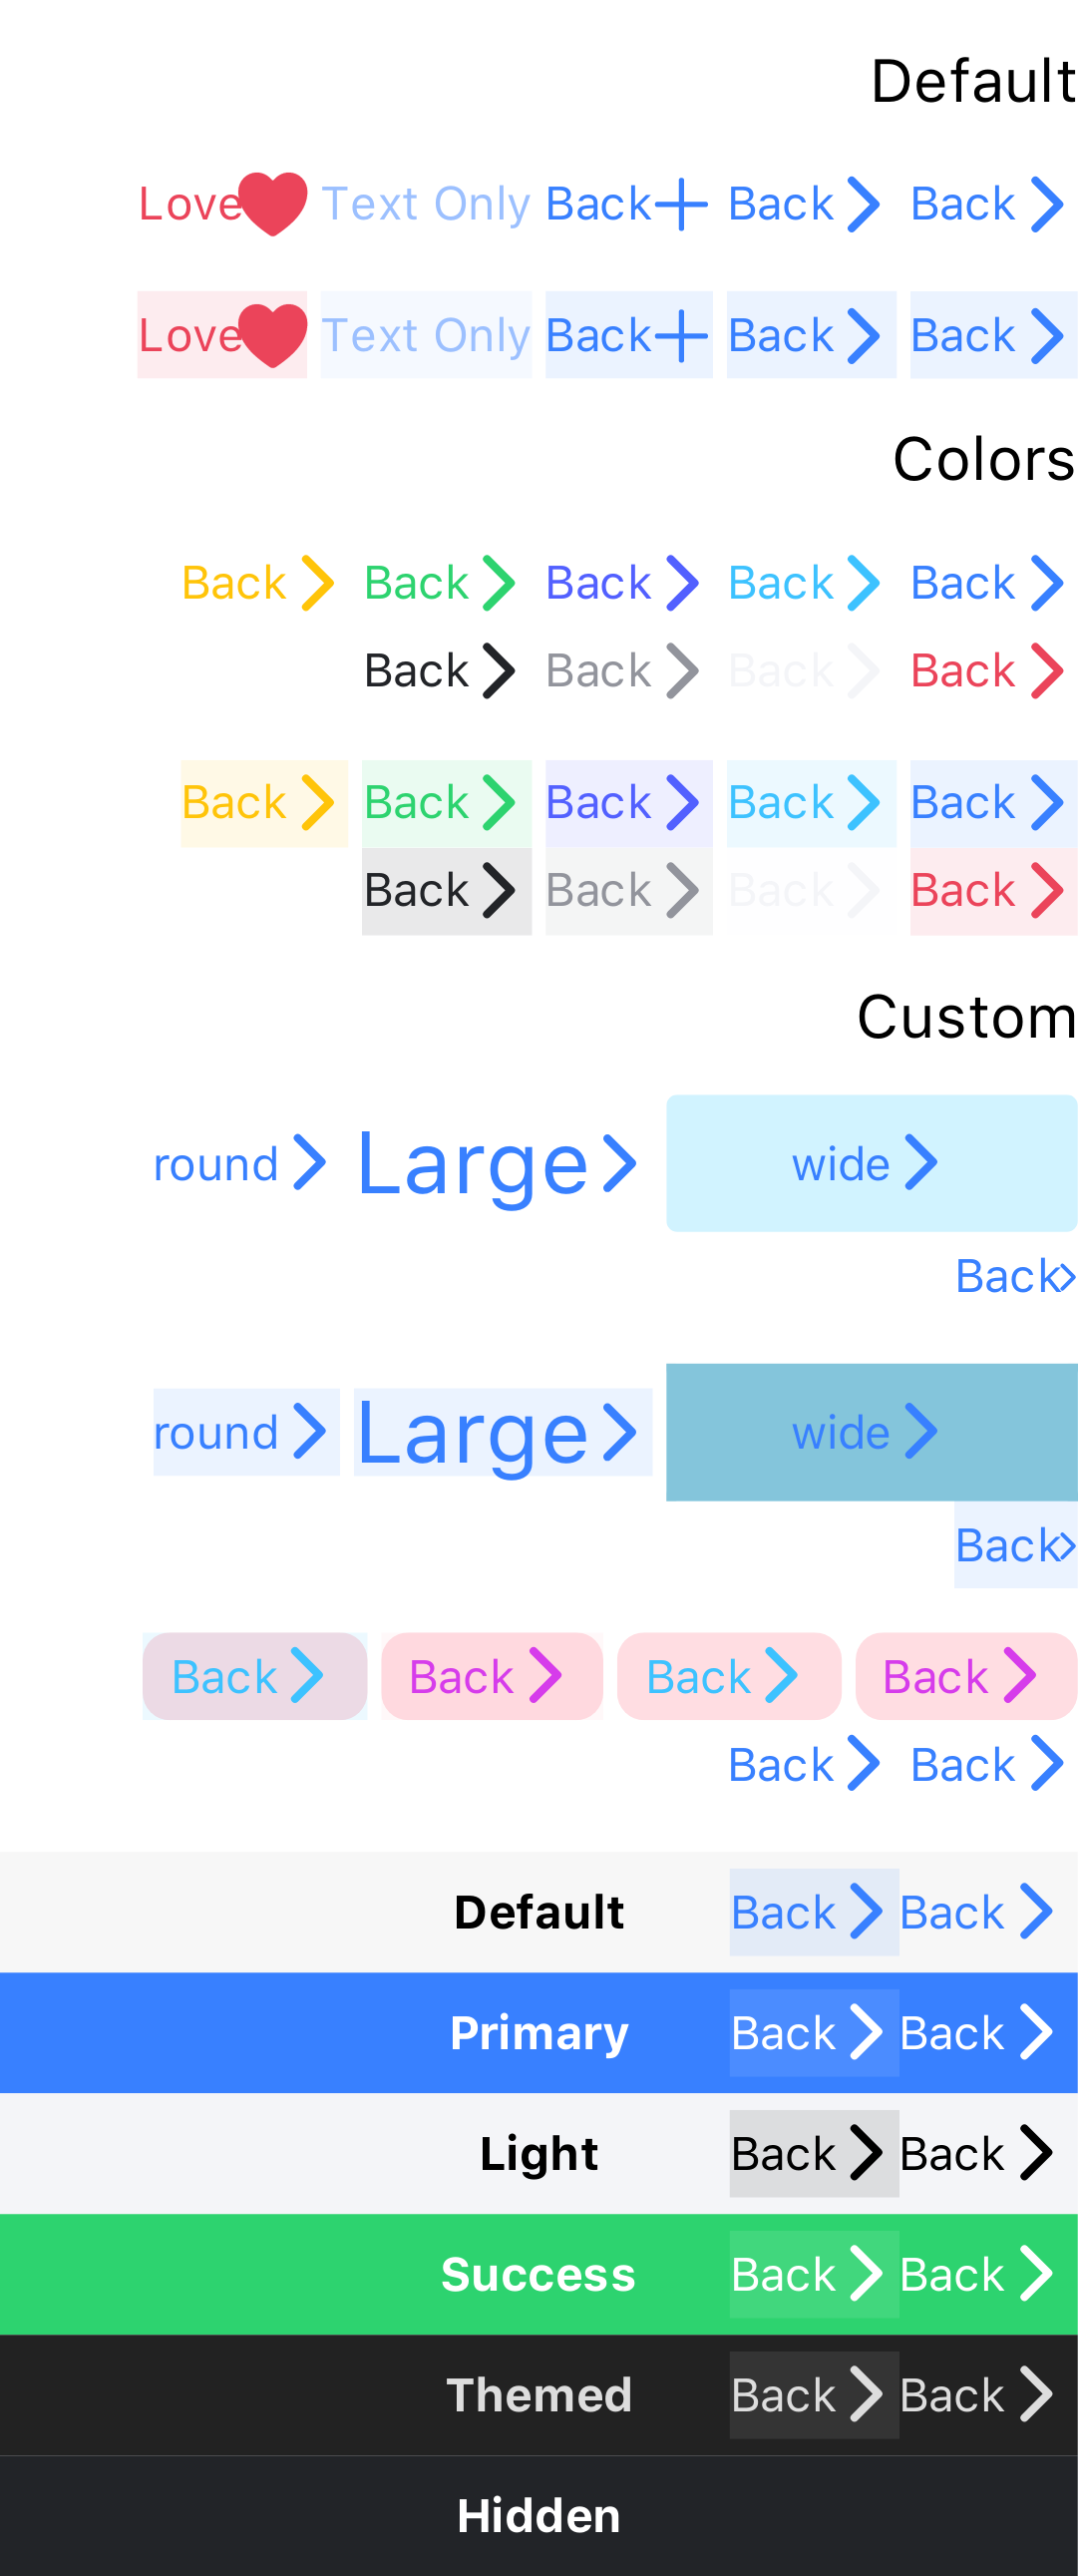 Default
Love Text Only Back Back Back
Love Text Only Back Back Back
Colors
Back Back Back Back Back
Back Back Back Back
Back Back Back Back Back
Back Back Back Back
Custom
round Large wide
Back
round Large wide
Back
Back Back Back Back
Back Back
Default Back Back
Primary Back Back
Light Back Back
Success Back Back
Themed Back Back
Hidden